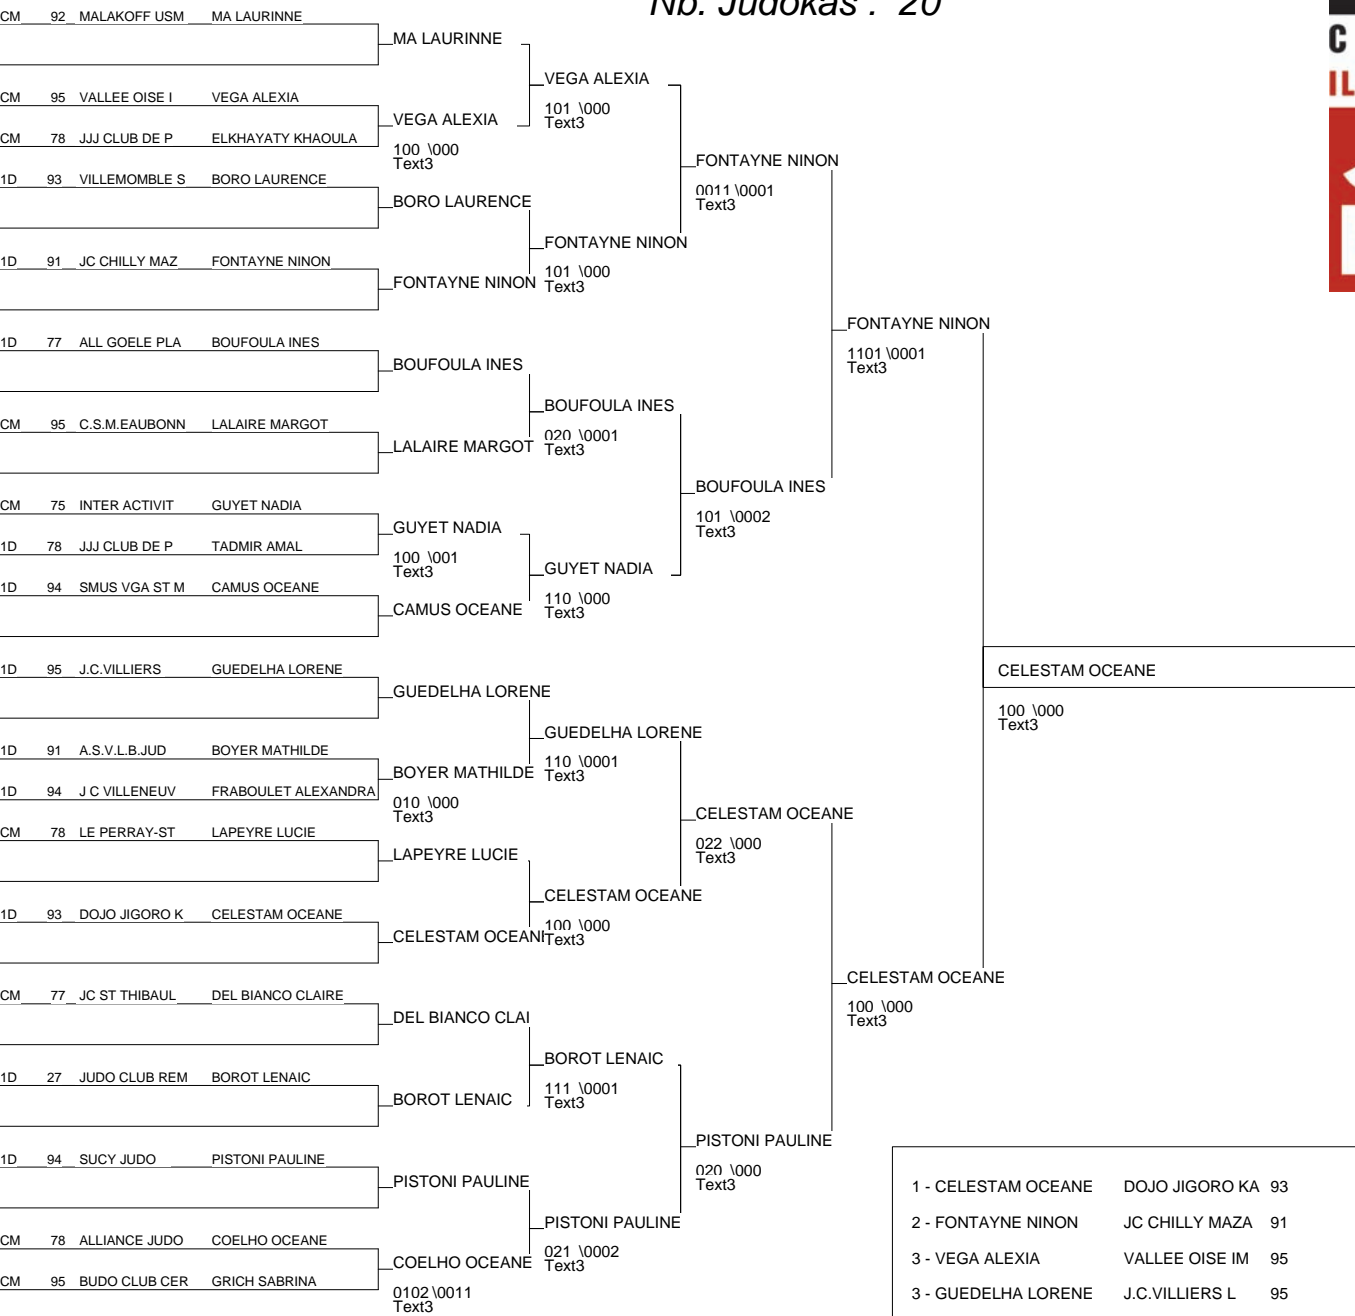 Nb. Judokas : 20
C
IL
CM 92 MALAKOFF USM MA LAURINNE
MA LAURINNE
VEGA ALEXIA
101 \000
Text3
CM 95 VALLEE OISE I VEGA ALEXIA
VEGA ALEXIA
100 \000
Text3
CM 78 JJJ CLUB DE P ELKHAYATY KHAOULA
FONTAYNE NINON
0011 \0001
Text3
1D 93 VILLEMOMBLE S BORO LAURENCE
BORO LAURENCE
FONTAYNE NINON
101 \000
Text3
1D 91 JC CHILLY MAZ FONTAYNE NINON
FONTAYNE NINON
FONTAYNE NINON
1101 \0001
Text3
1D 77 ALL GOELE PLA BOUFOULA INES
BOUFOULA INES
BOUFOULA INES
020 \0001
Text3
CM 95 C.S.M.EAUBONN LALAIRE MARGOT
LALAIRE MARGOT
BOUFOULA INES
101 \0002
Text3
CM 75 INTER ACTIVIT GUYET NADIA
GUYET NADIA
100 \001
Text3
1D 78 JJJ CLUB DE P TADMIR AMAL
GUYET NADIA
110 \000
Text3
1D 94 SMUS VGA ST M CAMUS OCEANE
CAMUS OCEANE
CELESTAM OCEANE
100 \000
Text3
1D 95 J.C.VILLIERS GUEDELHA LORENE
GUEDELHA LORENE
GUEDELHA LORENE
110 \0001
Text3
1D 91 A.S.V.L.B.JUD BOYER MATHILDE
BOYER MATHILDE
010 \000
Text3
1D 94 J C VILLENEUV FRABOULET ALEXANDRA
CELESTAM OCEANE
022 \000
Text3
CM 78 LE PERRAY-ST LAPEYRE LUCIE
LAPEYRE LUCIE
CELESTAM OCEANE
100 \000
Text3
1D 93 DOJO JIGORO K CELESTAM OCEANE
CELESTAM OCEANI
CELESTAM OCEANE
100 \000
Text3
CM 77 JC ST THIBAUL DEL BIANCO CLAIRE
DEL BIANCO CLAI
BOROT LENAIC
111 \0001
Text3
1D 27 JUDO CLUB REM BOROT LENAIC
BOROT LENAIC
PISTONI PAULINE
020 \000
Text3
1D 94 SUCY JUDO PISTONI PAULINE
PISTONI PAULINE
PISTONI PAULINE
021 \0002
Text3
CM 78 ALLIANCE JUDO COELHO OCEANE
COELHO OCEANE
0102 \0011
Text3
CM 95 BUDO CLUB CER GRICH SABRINA
1 - CELESTAM OCEANE DOJO JIGORO KA 93
2 - FONTAYNE NINON JC CHILLY MAZA 91
3 - VEGA ALEXIA VALLEE OISE IM 95
3 - GUEDELHA LORENE J.C.VILLIERS L 95